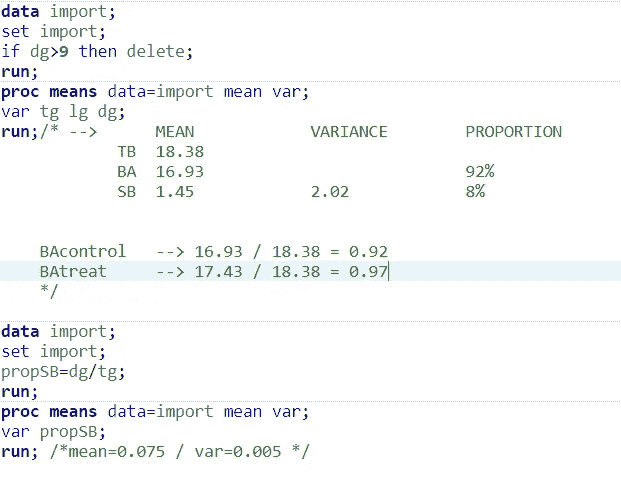 data import;
set import;
if dg>9 then delete;
run;
proc means data=import mean var;
var tg lg dg;
run;/* --> MEAN VARIANCE PROPORTION
TB 18.38
BA 16.93 92%
SB 1.45 2.02 8%
BAcontrol --> 16.93 / 18.38 = 0.92
BAtreat --> 17.43 / 18.38 = 0.97
*/
data import;
set import;
propSB=dg/tg;
run;
proc means data=import mean var;
var propSB;
run; /*mean=0.075 / var=0.005 */